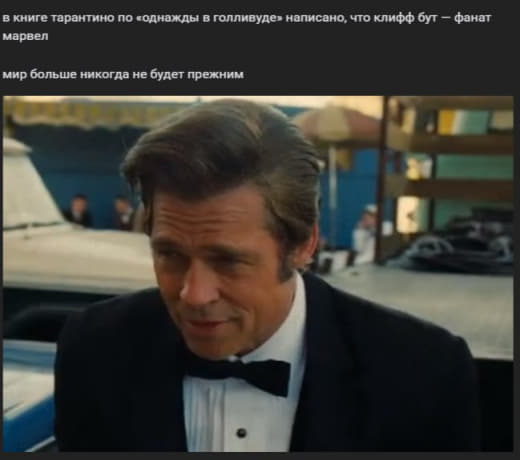 в книге тарантино по «однажды в голливуде» написано, что клифф бут — фанат
марвел
мир больше никогда не будет прежним